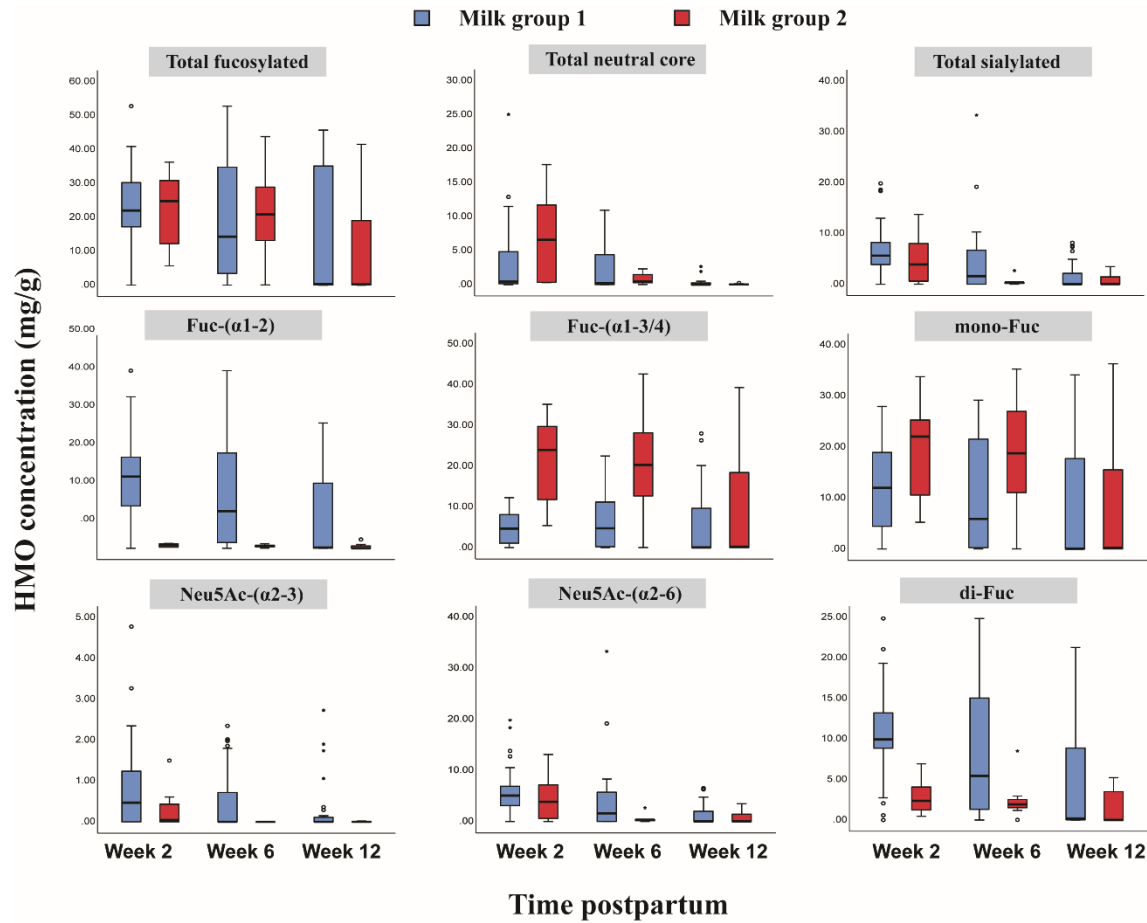 Milk group 1
Milk group 2
HMO concentration (mg/g)
Total fucosylated
60.00
50.00
40.00
30.00
20.00
10.00
.00
Total neutral core
30.00
25.00
20.00
15.00
10.00
5.00
.00
Total sialylated
40.00
30.00
20.00
10.00
.00
Fuc-(α1-2)
50.00
40.00
30.00
20.00
10.00
.00
Fuc-(α1-3/4)
50.00
40.00
30.00
20.00
10.00
.00
mono-Fuc
40.00
30.00
20.00
10.00
.00
Neu5Ac-(α2-3)
5.00
4.00
3.00
2.00
1.00
.00
Week 2
Week 6
Week 12
Neu5Ac-(α2-6)
40.00
30.00
20.00
10.00
.00
Week 2
Week 6
Week 12
di-Fuc
25.00
20.00
15.00
10.00
5.00
.00
Week 2
Week 6
Week 12
Time postpartum